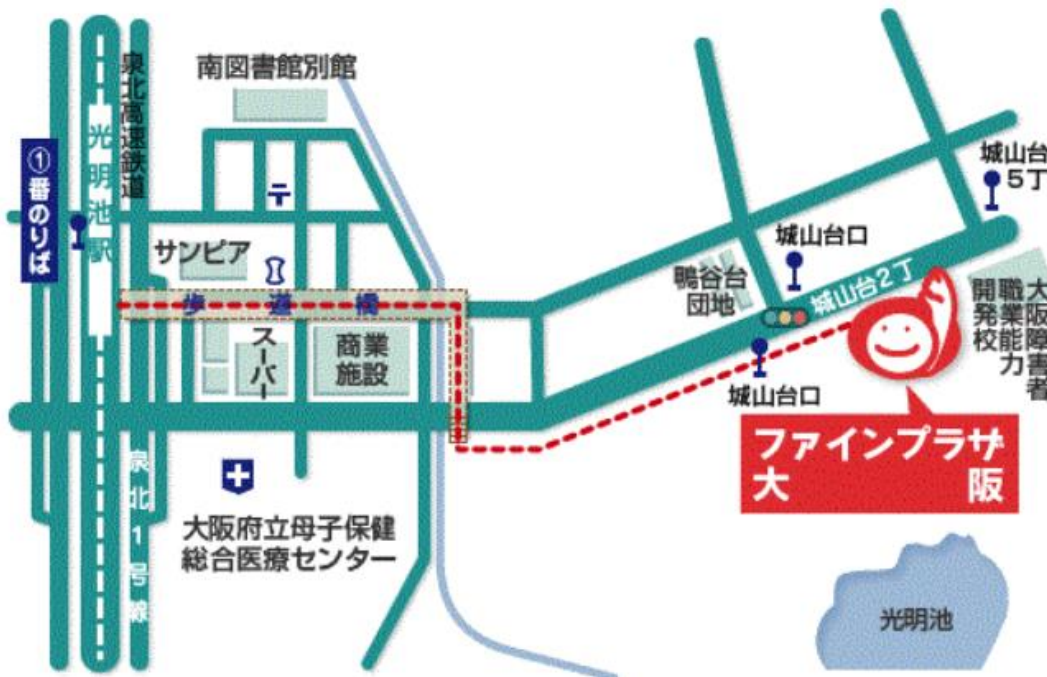 南図書館別館
泉北高速鉄道
光明池駅
①番のりば
〒
サンピア
歩道橋
スーパー
商業
施設
泉北1号線
大阪府立母子保健
総合医療センター
鴨谷台
団地
城山台口
城山台2丁
城山台
5丁
城山台口
大阪障害者
職業能力
開発校
ファインプラザ
大阪
光明池